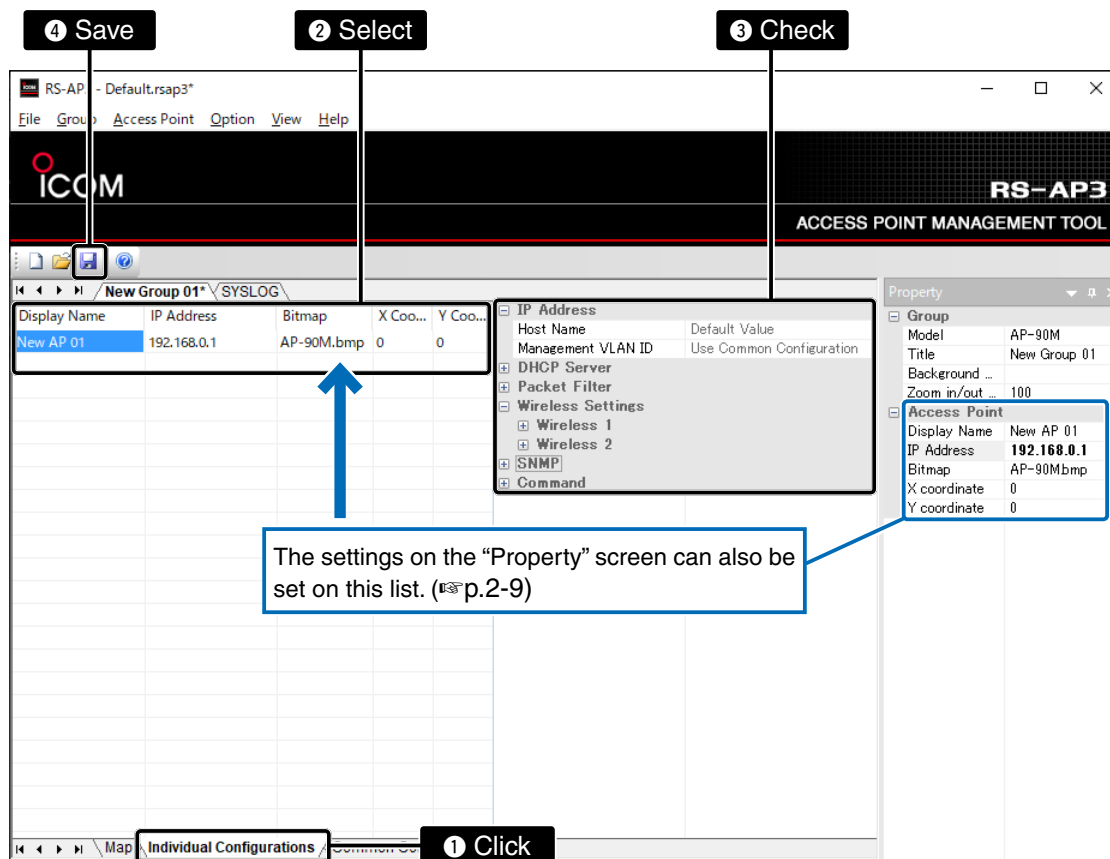 ❹ Save
❷ Select
❸ Check
RS-AP. - Default.rsap3*
File Group Access Point Option View Help
ICOM
RS-AP3
ACCESS POINT MANAGEMENT TOOL
New Group 01* SYSLOG
Display Name IP Address Bitmap X Coo... Y Coo...
New AP 01 192.168.0.1 AP-90M.bmp 0 0
IP Address
Host Name Default Value
Management VLAN ID Use Common Configuration
DHCP Server
Packet Filter
Wireless Settings
Wireless 1
Wireless 2
SNMP
Command
Property
Group
Model AP-90M
Title New Group 01
Background ...
Zoom in/out ... 100
Access Point
Display Name New AP 01
IP Address 192.168.0.1
Bitmap AP-90M.bmp
X coordinate 0
Y coordinate 0
The settings on the “Property” screen can also be
set on this list. (☞p.2-9)
Map Individual Configurations
❶ Click